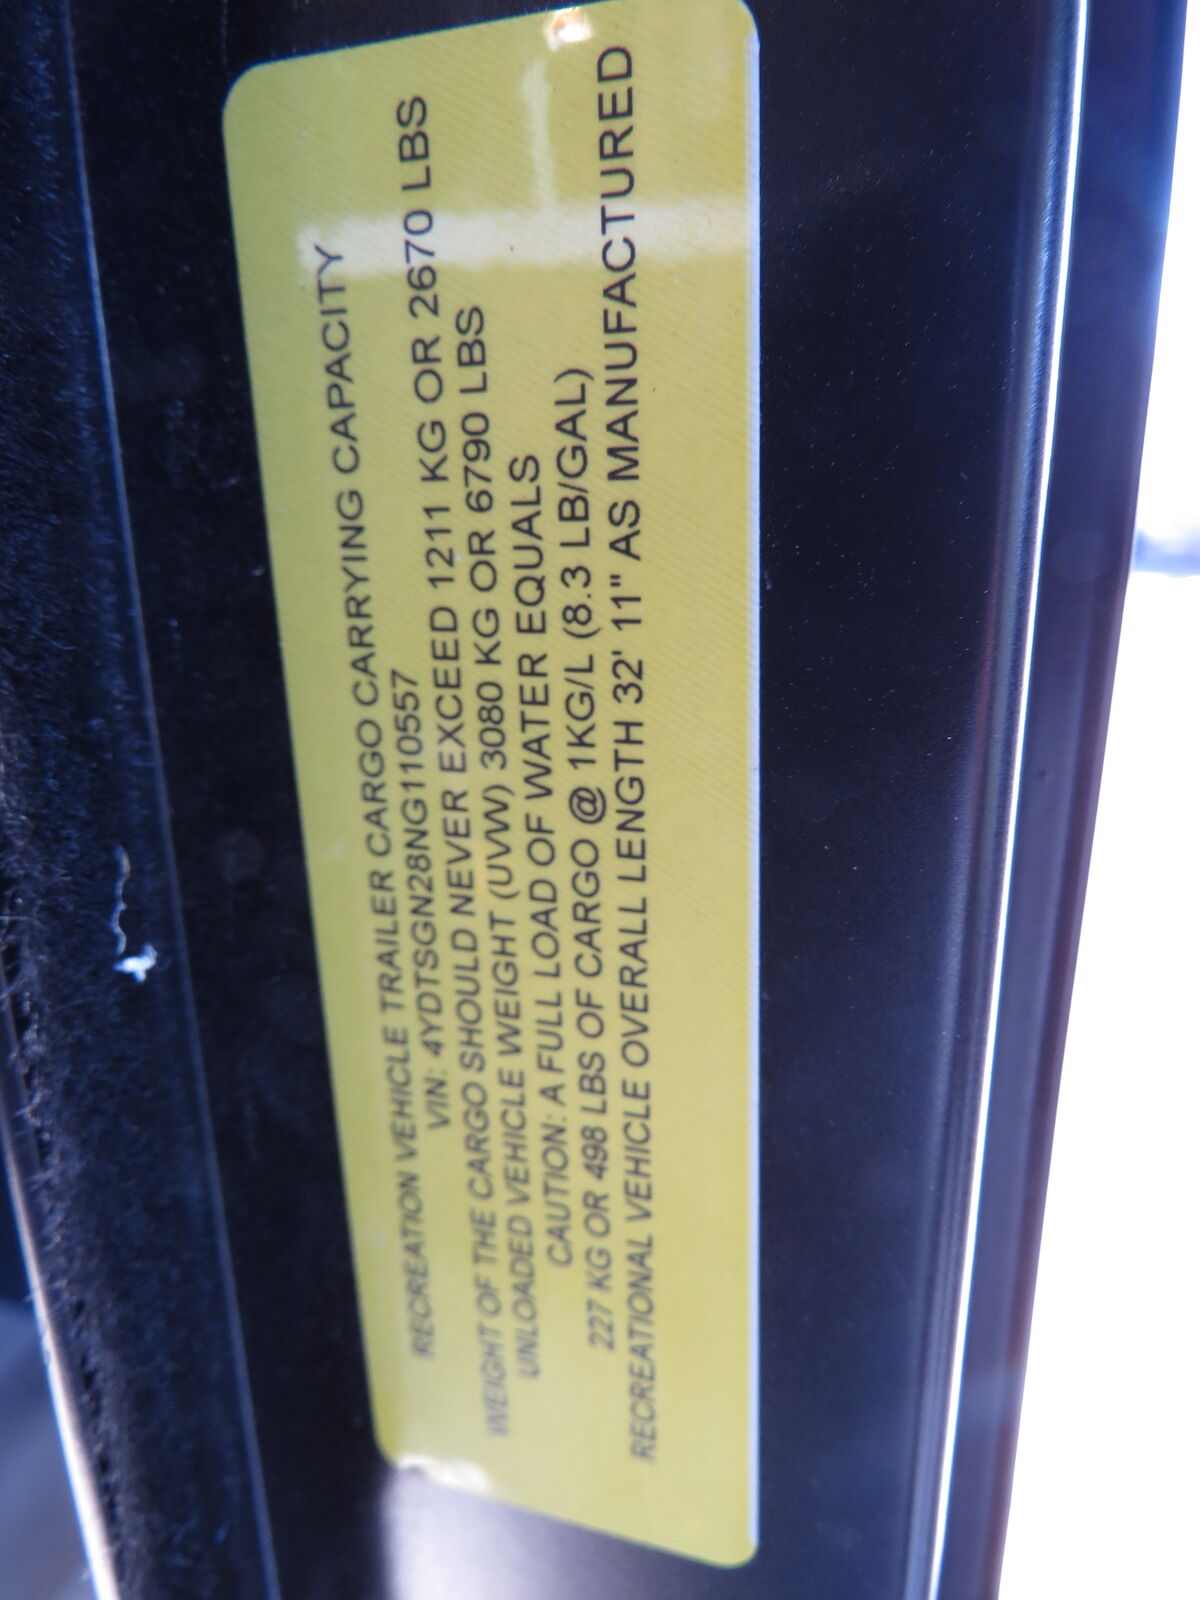 RECREATION VEHICLE TRAILER CARGO CARRYING CAPACITY
VIN: 4YDTSGN28NG110557
WEIGHT OF THE CARGO SHOULD NEVER EXCEED 1211 KG OR 2670 LBS
UNLOADED VEHICLE WEIGHT (UVW) 3080 KG OR 6790 LBS
CAUTION: A FULL LOAD OF WATER EQUALS
227 KG OR 498 LBS OF CARGO @ 1KG/L (8.3 LB/GAL)
RECREATIONAL VEHICLE OVERALL LENGTH 32' 11" AS MANUFACTURED